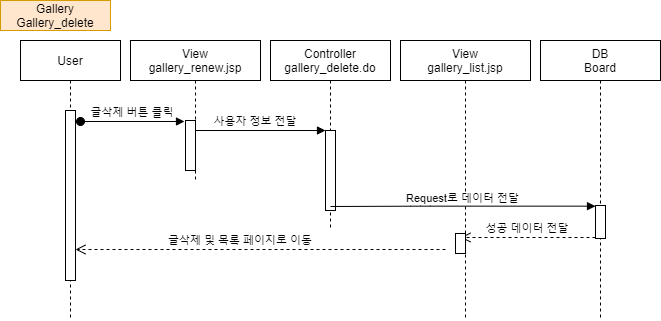 Gallery
Gallery_delete
User
View
gallery_renew.jsp
Controller
gallery_delete.do
View
gallery_list.jsp
DB
Board
글삭제 버튼 클릭
사용자 정보 전달
Request로 데이터 전달
성공 데이터 전달
글삭제 및 목록 페이지로 이동